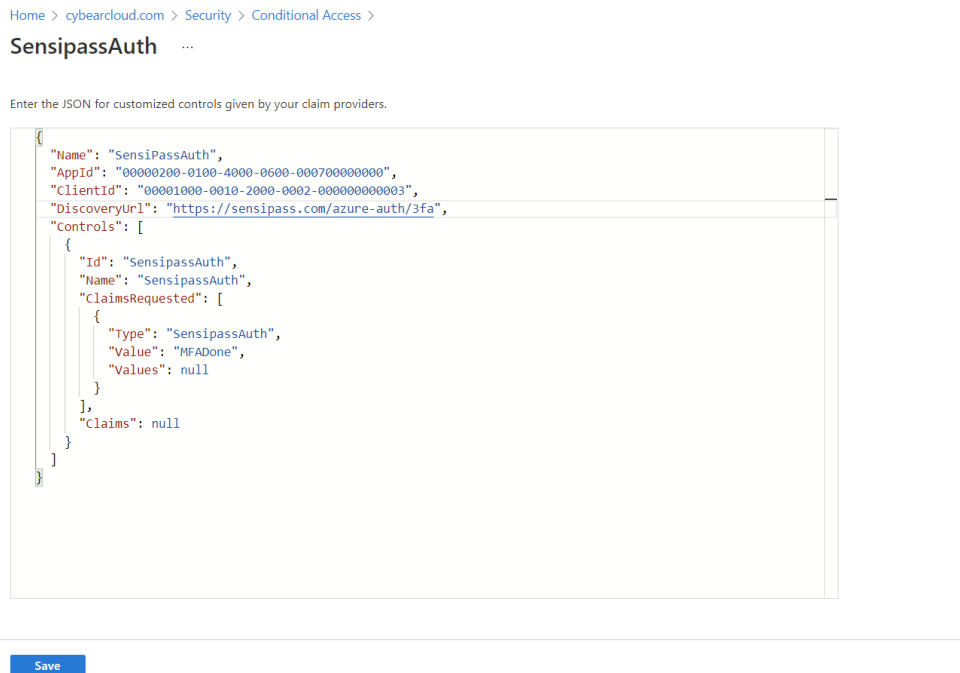 Home > cybearcloud.com > Security > Conditional Access >
SensipassAuth ...
Enter the JSON for customized controls given by your claim providers.
{
"Name": "SensiPassAuth",
"AppId": "00000200-0100-4000-0600-000700000000",
"ClientId": "00001000-0010-2000-0002-000000000003",
"DiscoveryUrl": "https://sensipass.com/azure-auth/3fa",
"Controls": [
{
"Id": "SensipassAuth",
"Name": "SensipassAuth",
"ClaimsRequested": [
{
"Type": "SensipassAuth",
"Value": "MFADone",
"Values": null
}
],
"Claims": null
}
]
}
Save